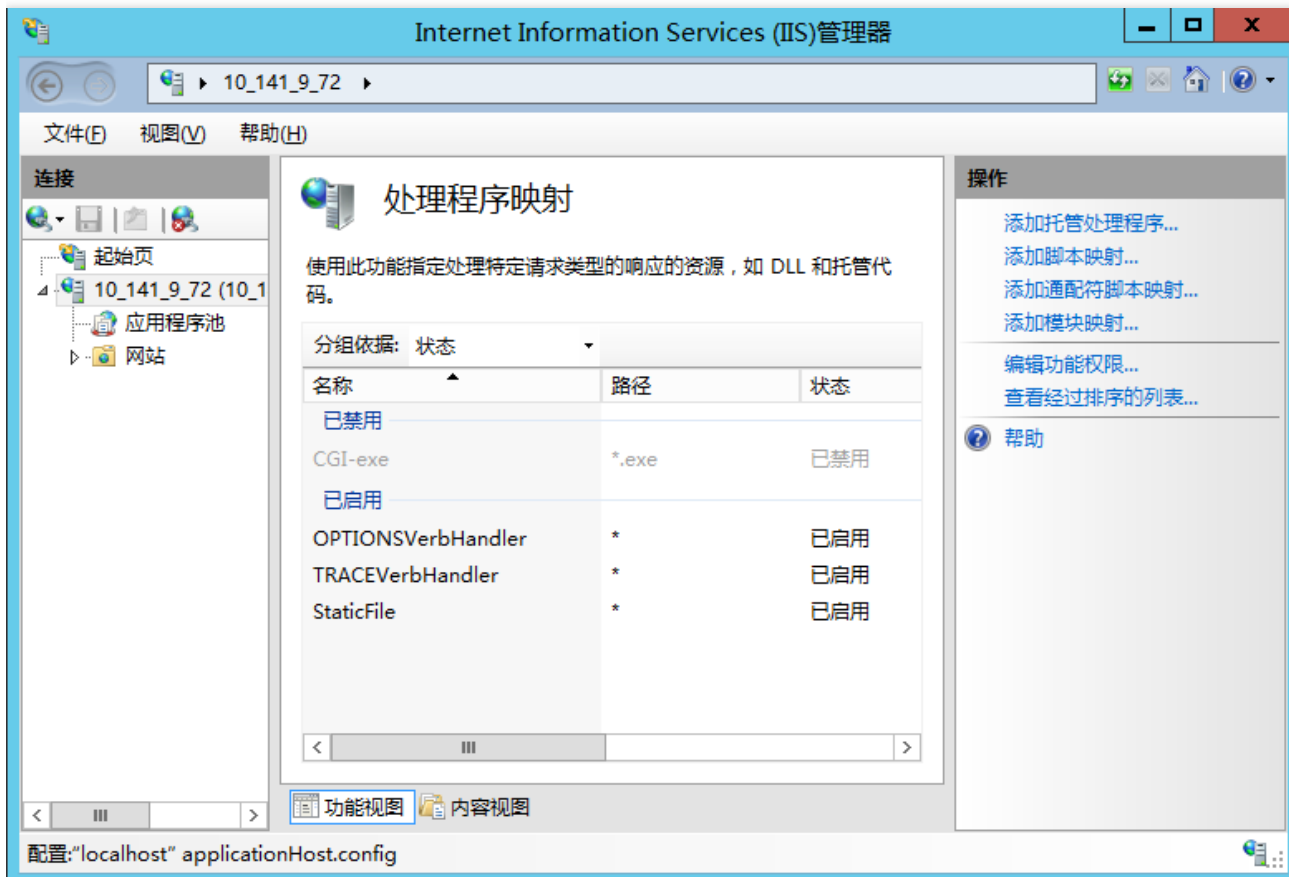 Internet Information Services (IIS)管理器
10_141_9_72
文件(F) 视图(V) 帮助(H)
连接
起始页
10_141_9_72 (10_1
应用程序池
网站
处理程序映射
使用此功能指定处理特定请求类型的响应的资源，如 DLL 和托管代
码。
分组依据: 状态
名称 路径 状态
已禁用
CGI-exe *.exe 已禁用
已启用
OPTIONSVerbHandler * 已启用
TRACEVerbHandler * 已启用
StaticFile * 已启用
功能视图 内容视图
操作
添加托管处理程序...
添加脚本映射...
添加通配符脚本映射...
添加模块映射...
编辑功能权限...
查看经过排序的列表...
帮助
配置:"localhost" applicationHost.config